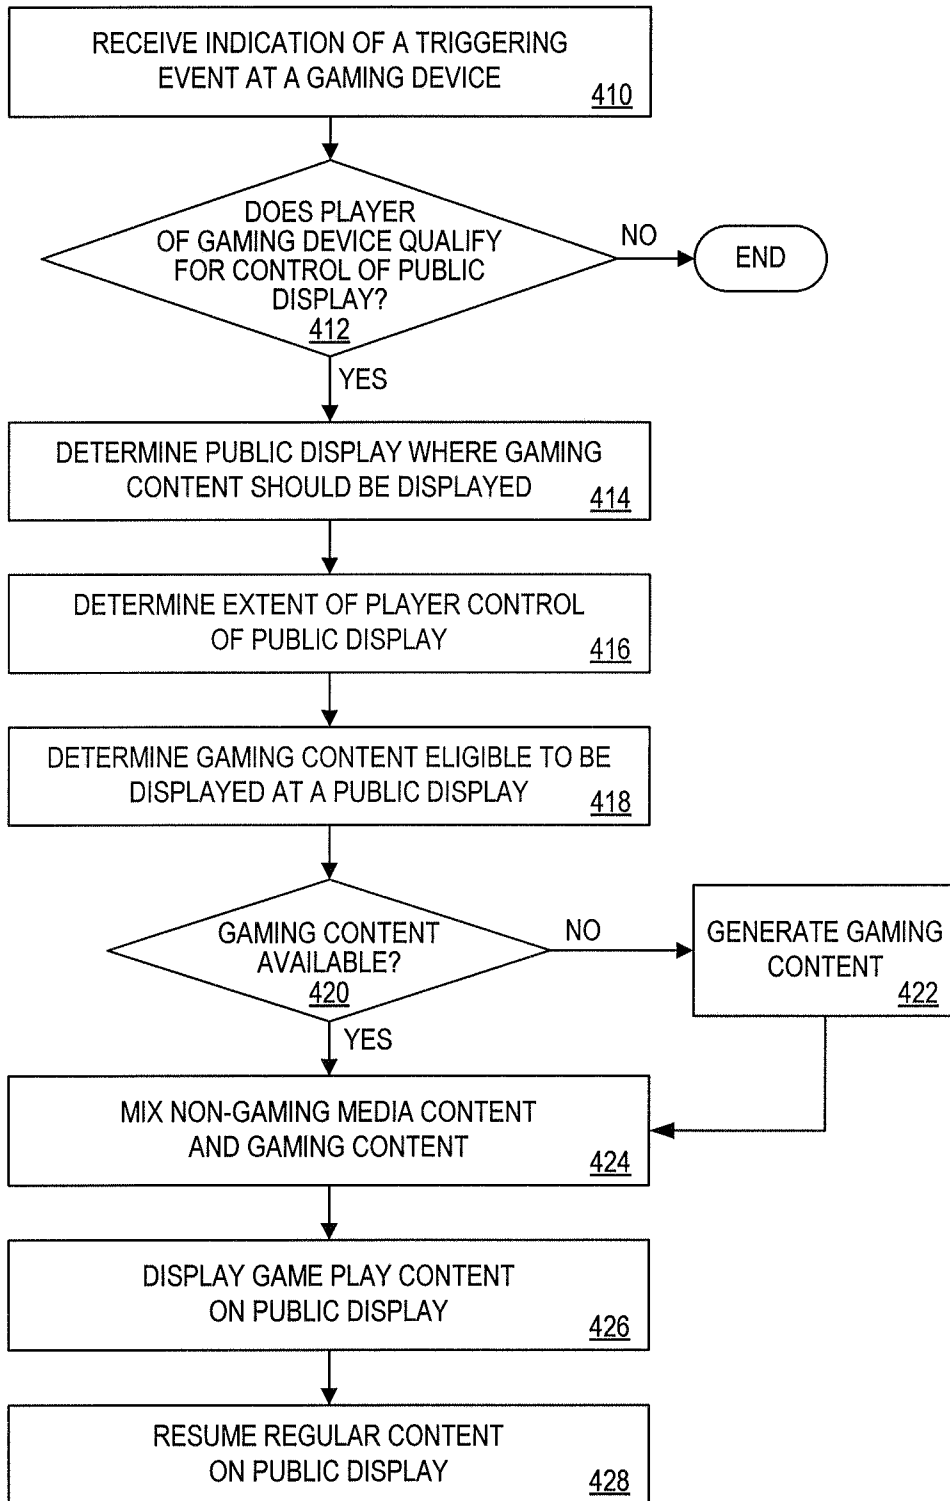 RECEIVE INDICATION OF A TRIGGERING
EVENT AT A GAMING DEVICE
410
DOES PLAYER
OF GAMING DEVICE QUALIFY
FOR CONTROL OF PUBLIC
DISPLAY?
412
NO
END
YES
DETERMINE PUBLIC DISPLAY WHERE GAMING
CONTENT SHOULD BE DISPLAYED
414
DETERMINE EXTENT OF PLAYER CONTROL
OF PUBLIC DISPLAY
416
DETERMINE GAMING CONTENT ELIGIBLE TO BE
DISPLAYED AT A PUBLIC DISPLAY
418
GAMING CONTENT
AVAILABLE?
420
NO
GENERATE GAMING
CONTENT
422
YES
MIX NON-GAMING MEDIA CONTENT
AND GAMING CONTENT
424
DISPLAY GAME PLAY CONTENT
ON PUBLIC DISPLAY
426
RESUME REGULAR CONTENT
ON PUBLIC DISPLAY
428